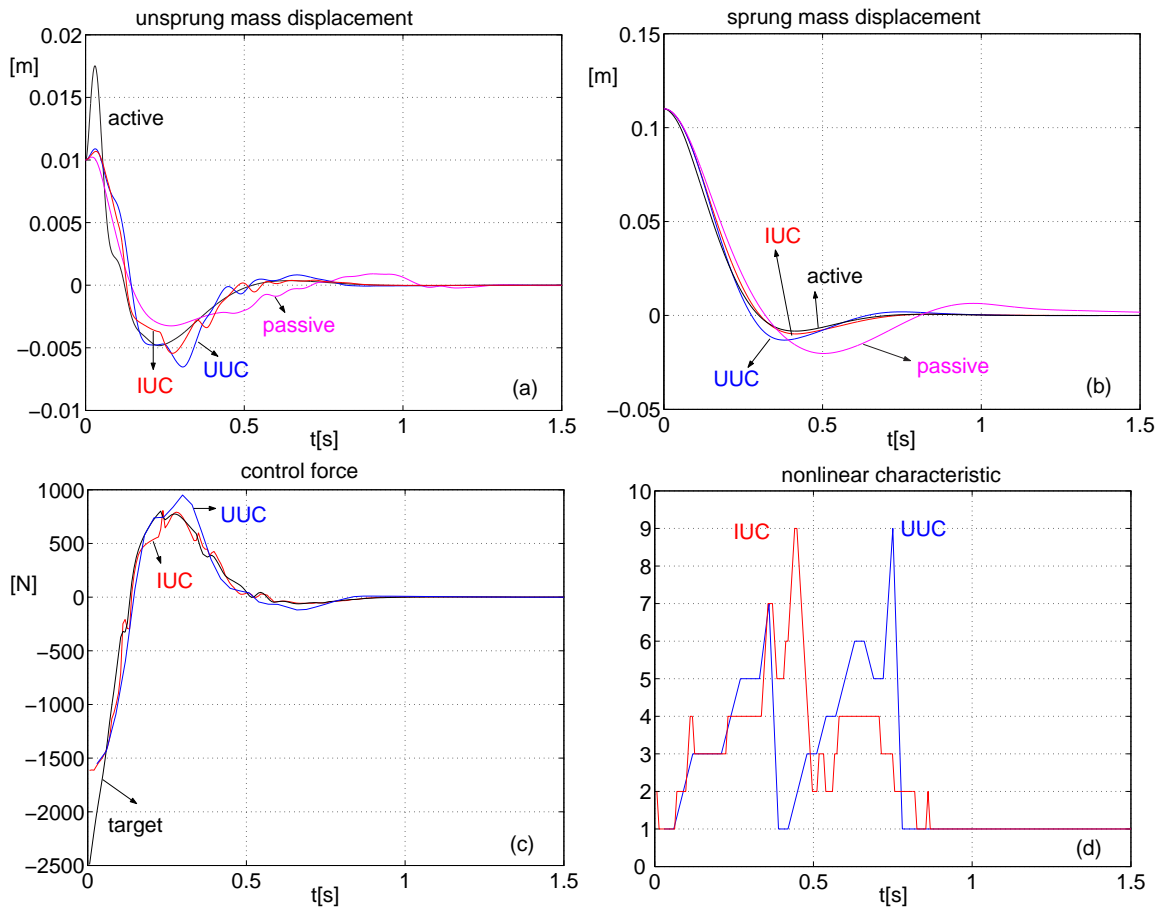 unsprung mass displacement
0.02
[m]
0.015
active
0.01
0.005
0
passive
−0.005
UUC
IUC
(a)
−0.01
0
0.5
1
1.5
t[s]
sprung mass displacement
0.15
[m]
0.1
IUC
0.05
active
0
UUC
passive
(b)
−0.05
0
0.5
1
1.5
t[s]
control force
1000
UUC
500
IUC
[N]
0
−500
−1000
−1500
−2000
target
(c)
−2500
0
0.5
1
1.5
t[s]
nonlinear characteristic
10
9
IUC
UUC
8
7
6
5
4
3
2
1
(d)
0
0
0.5
1
1.5
t[s]